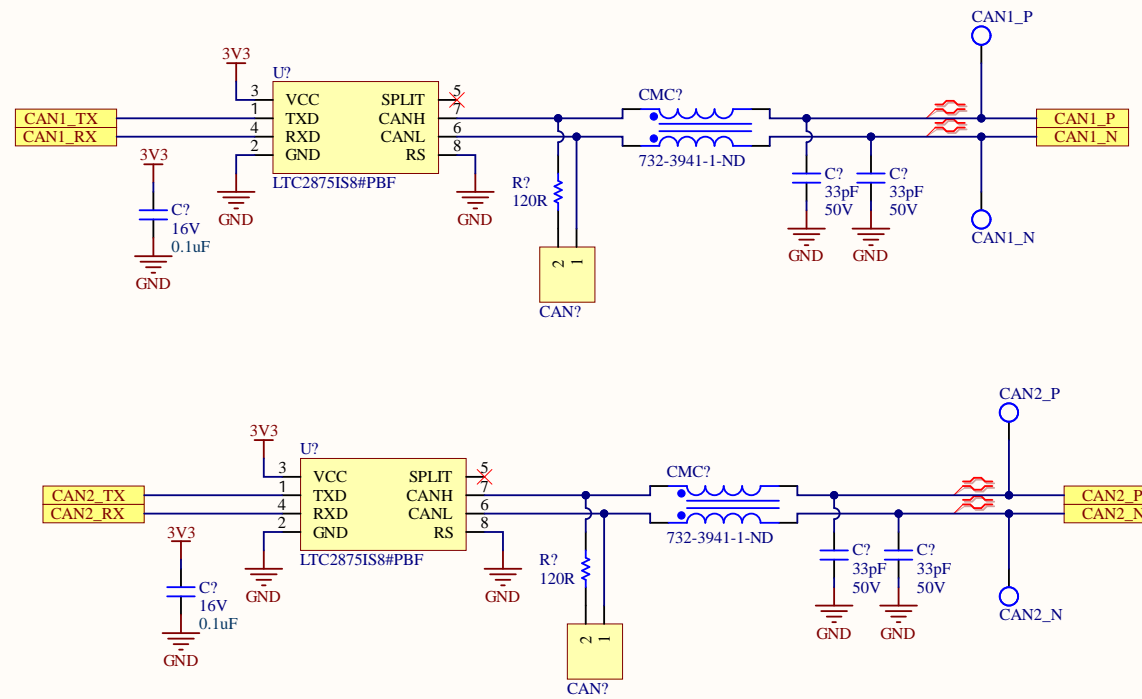 CAN1_P
3V3
U?
3 VCC SPLIT 5
1 TXD CANH 7
4 RXD CANL 6
2 GND RS 8
LTC2875IS8#PBF
CAN1_TX
CAN1_RX
CMC?
732-3941-1-ND
CAN1_P
CAN1_N
3V3
C?
16V
0.1uF
GND
GND
GND
R?
120R
2 1
CAN?
C?
33pF
50V
GND
C?
33pF
50V
GND
CAN1_N
CAN2_P
3V3
U?
3 VCC SPLIT 5
1 TXD CANH 7
4 RXD CANL 6
2 GND RS 8
LTC2875IS8#PBF
CAN2_TX
CAN2_RX
CMC?
732-3941-1-ND
CAN2_P
CAN2_N
3V3
C?
16V
0.1uF
GND
GND
GND
R?
120R
2 1
CAN?
C?
33pF
50V
GND
C?
33pF
50V
GND
CAN2_N